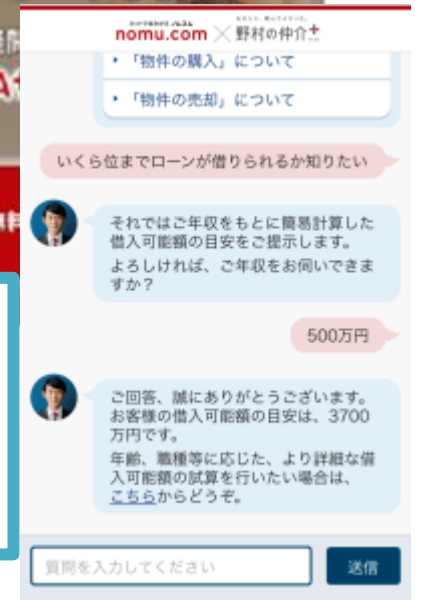 nomu.com × 野村の仲介+
・「物件の購入」について
・「物件の売却」について
いくら位までローンが借りられるか知りたい
それではご年収をもとに簡易計算した
借入可能額の目安をご提示します。
よろしければ、ご年収をお伺いできま
すか？
500万円
ご回答、誠にありがとうございます。
お客様の借入可能額の目安は、3700
万円です。
年齢、職種等に応じた、より詳細な借
入可能額の試算を行いたい場合は、
こちらからどうぞ。
質問を入力してください
送信